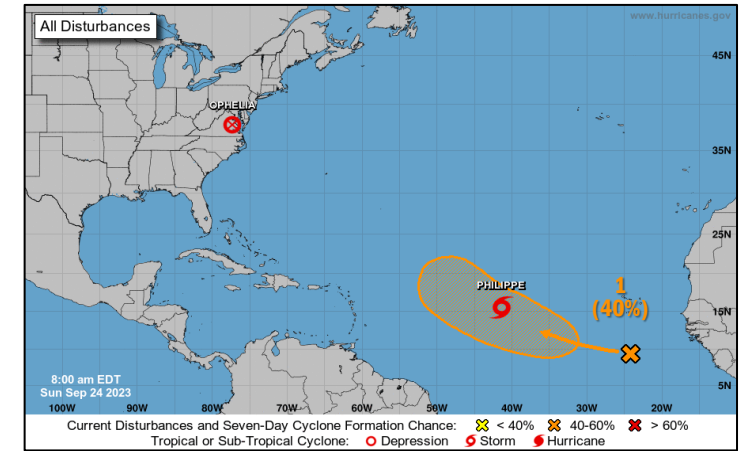 All Disturbances
www.hurricanes.gov
45N
OPHELIA
35N
25N
PHILIPPE
1
(40%)
15N
8:00 am EDT
Sun Sep 24 2023
5N
100W 90W 80W 70W 60W 50W 40W 30W 20W
Current Disturbances and Seven-Day Cyclone Formation Chance: < 40% 40-60% > 60%
Tropical or Sub-Tropical Cyclone: Depression Storm Hurricane